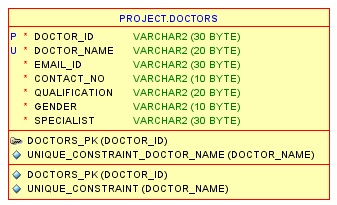 PROJECT.DOCTORS
P * DOCTOR_ID VARCHAR2 (30 BYTE)
U * DOCTOR_NAME VARCHAR2 (20 BYTE)
* EMAIL_ID VARCHAR2 (30 BYTE)
* CONTACT_NO VARCHAR2 (10 BYTE)
* QUALIFICATION VARCHAR2 (20 BYTE)
* GENDER VARCHAR2 (10 BYTE)
* SPECIALIST VARCHAR2 (30 BYTE)
DOCTORS_PK (DOCTOR_ID)
UNIQUE_CONSTRAINT_DOCTOR_NAME (DOCTOR_NAME)
DOCTORS_PK (DOCTOR_ID)
UNIQUE_CONSTRAINT (DOCTOR_NAME)